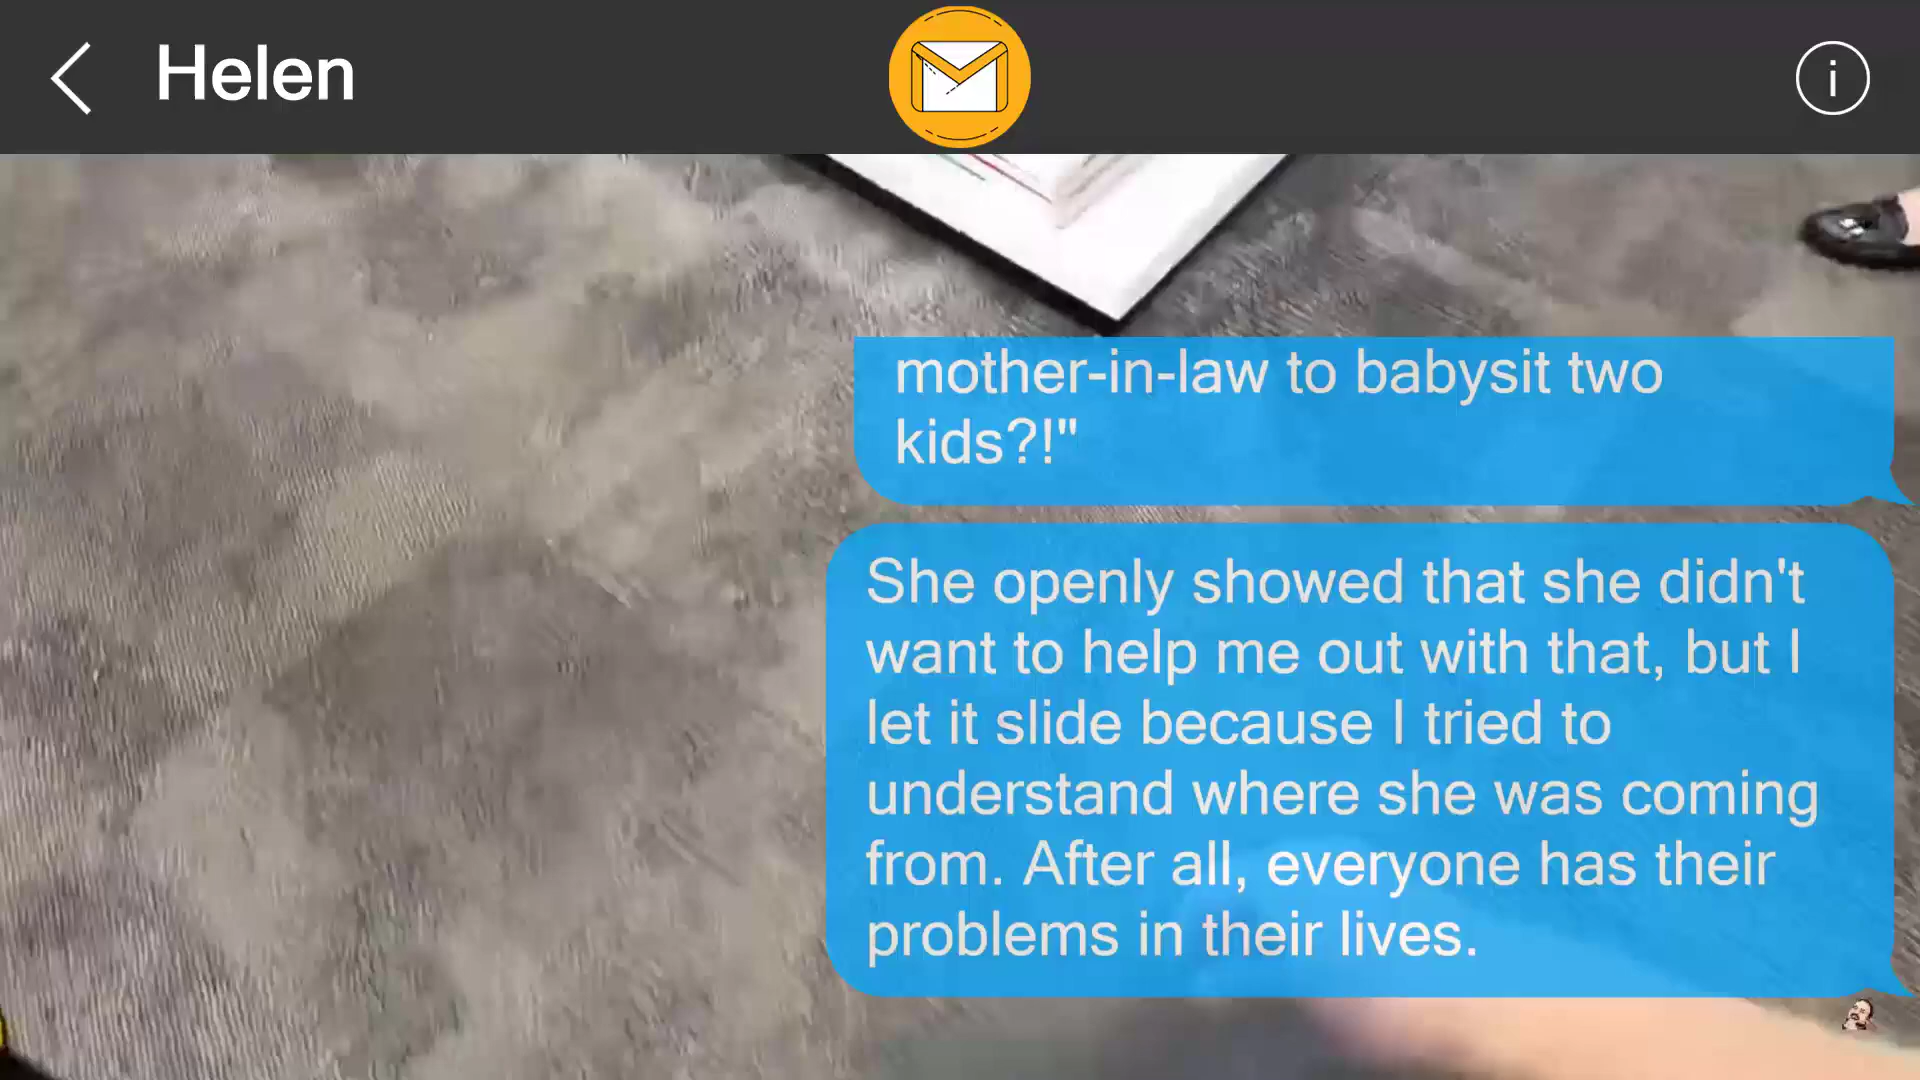 Helen
i
mother-in-law to babysit two
kids?!"
She openly showed that she didn't
want to help me out with that, but I
let it slide because I tried to
understand where she was coming
from. After all, everyone has their
problems in their lives.